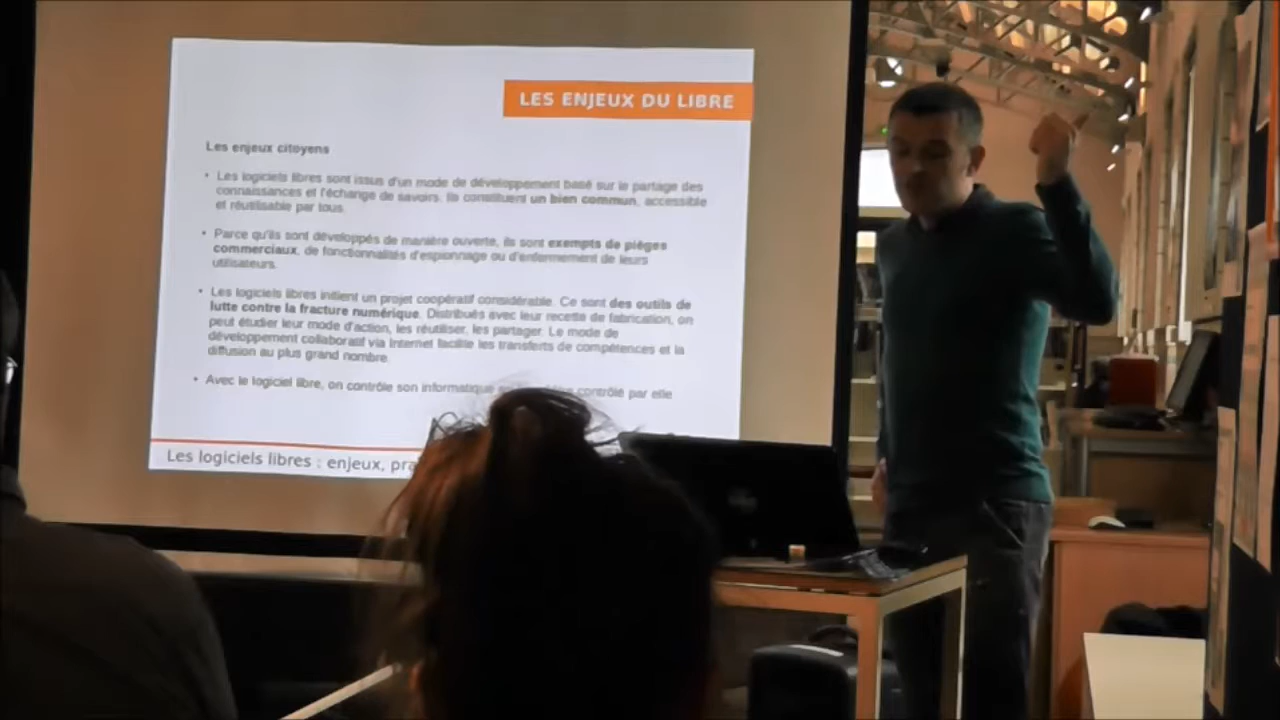 LES ENJEUX DU LIBRE
Les enjeux citoyens
• Les logiciels libres sont issus d'un mode de développement basé sur le partage des
connaissances et l'échange de savoirs. Ils constituent un bien commun, accessible
et réutilisable par tous.
• Parce qu'ils sont développés de manière ouverte, ils sont exempts de pièges
commerciaux, de fonctionnalités d'espionnage ou d'enfermement de leurs
utilisateurs.
• Les logiciels libres initient un projet coopératif considérable. Ce sont des outils de
lutte contre la fracture numérique. Distribués avec leur recette de fabrication, on
peut étudier leur mode d'action, les réutiliser, les partager. Le mode de
développement collaboratif via Internet facilite les transferts de compétences et la
diffusion au plus grand nombre.
• Avec le logiciel libre, on contrôle son informatique contrôlé par elle
Les logiciels libres : enjeux, pra